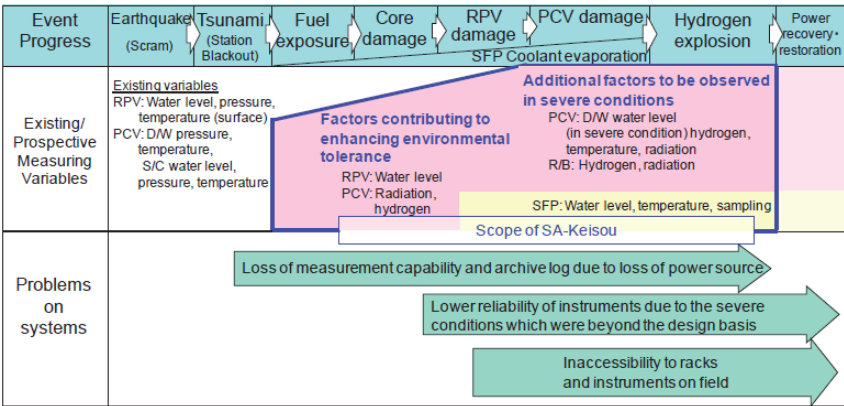 Event
Progress
Earthquake
(Scram)
Tsunami
(Station
Blackout)
Fuel
exposure
Core
damage
RPV
damage
PCV damage
SFP Coolant evaporation
Hydrogen
explosion
Power
recovery・
restoration
Existing/
Prospective
Measuring
Variables
Existing variables
RPV: Water level, pressure,
temperature (surface)
PCV: D/W pressure,
temperature,
S/C water level,
pressure, temperature
Factors contributing to
enhancing environmental
tolerance
RPV: Water level
PCV: Radiation,
hydrogen
Additional factors to be observed
in severe conditions
PCV: D/W water level
(in severe condition) hydrogen,
temperature, radiation
R/B: Hydrogen, radiation
SFP: Water level, temperature, sampling
Scope of SA-Keisou
Problems
on
systems
Loss of measurement capability and archive log due to loss of power source
Lower reliability of instruments due to the severe
conditions which were beyond the design basis
Inaccessibility to racks
and instruments on field